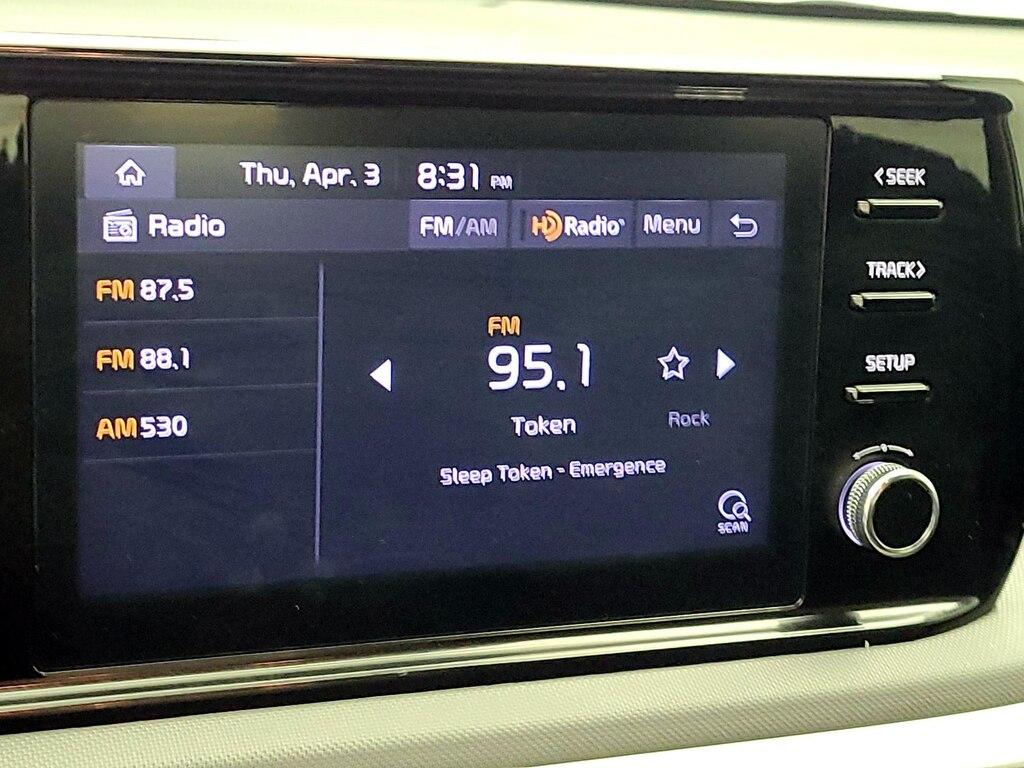 Thu, Apr. 3 8:31 PM
Radio FM/AM HD Radio Menu
FM 87.5
FM 88.1
AM 530
FM
95.1
Token
Rock
Sleep Token - Emergence
SCAN
<SEEK
TRACK>
SETUP